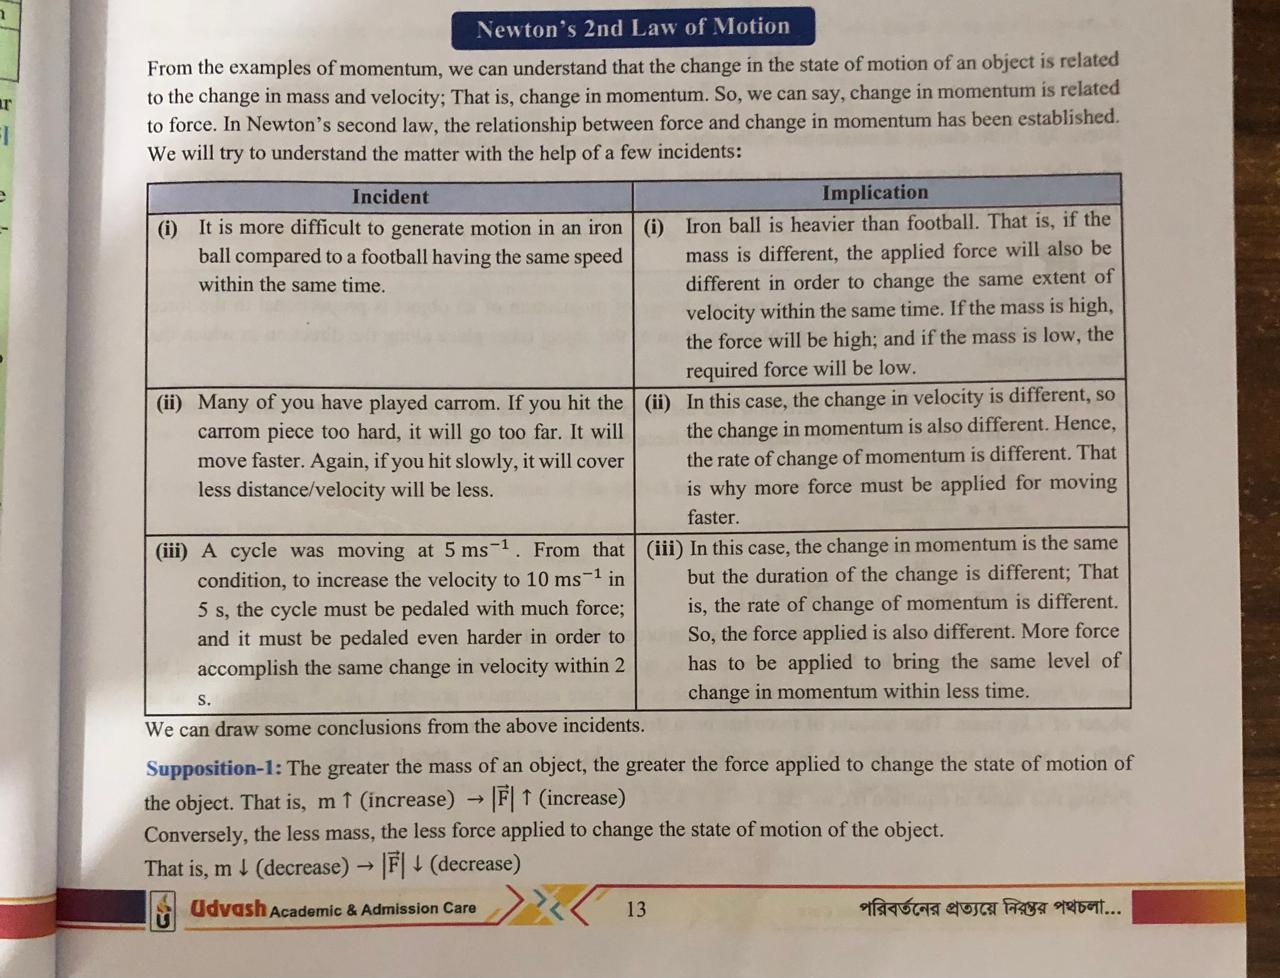 Newton's 2nd Law of Motion
From the examples of momentum, we can understand that the change in the state of motion of an object is related
to the change in mass and velocity; That is, change in momentum. So, we can say, change in momentum is related
to force. In Newton's second law, the relationship between force and change in momentum has been established.
We will try to understand the matter with the help of a few incidents:
Incident
(i) It is more difficult to generate motion in an iron
ball compared to a football having the same speed
within the same time.
Implication
(i) Iron ball is heavier than football. That is, if the
mass is different, the applied force will also be
different in order to change the same extent of
velocity within the same time. If the mass is high,
the force will be high; and if the mass is low, the
required force will be low.
(ii) Many of you have played carrom. If you hit the
carrom piece too hard, it will go too far. It will
move faster. Again, if you hit slowly, it will cover
less distance/velocity will be less.
(ii) In this case, the change in velocity is different, so
the change in momentum is also different. Hence,
the rate of change of momentum is different. That
is why more force must be applied for moving
faster.
(iii) A cycle was moving at 5 ms⁻¹. From that
condition, to increase the velocity to 10 ms⁻¹ in
5 s, the cycle must be pedaled with much force;
and it must be pedaled even harder in order to
accomplish the same change in velocity within 2
s.
(iii) In this case, the change in momentum is the same
but the duration of the change is different; That
is, the rate of change of momentum is different.
So, the force applied is also different. More force
has to be applied to bring the same level of
change in momentum within less time.
We can draw some conclusions from the above incidents.
Supposition-1: The greater the mass of an object, the greater the force applied to change the state of motion of
the object. That is, m ↑ (increase) → |F⃗| ↑ (increase)
Conversely, the less mass, the less force applied to change the state of motion of the object.
That is, m ↓ (decrease) → |F⃗| ↓ (decrease)
Udvash Academic & Admission Care
13
পরিবর্তনের প্রত্যয়ে নিরন্তর পথচলা...